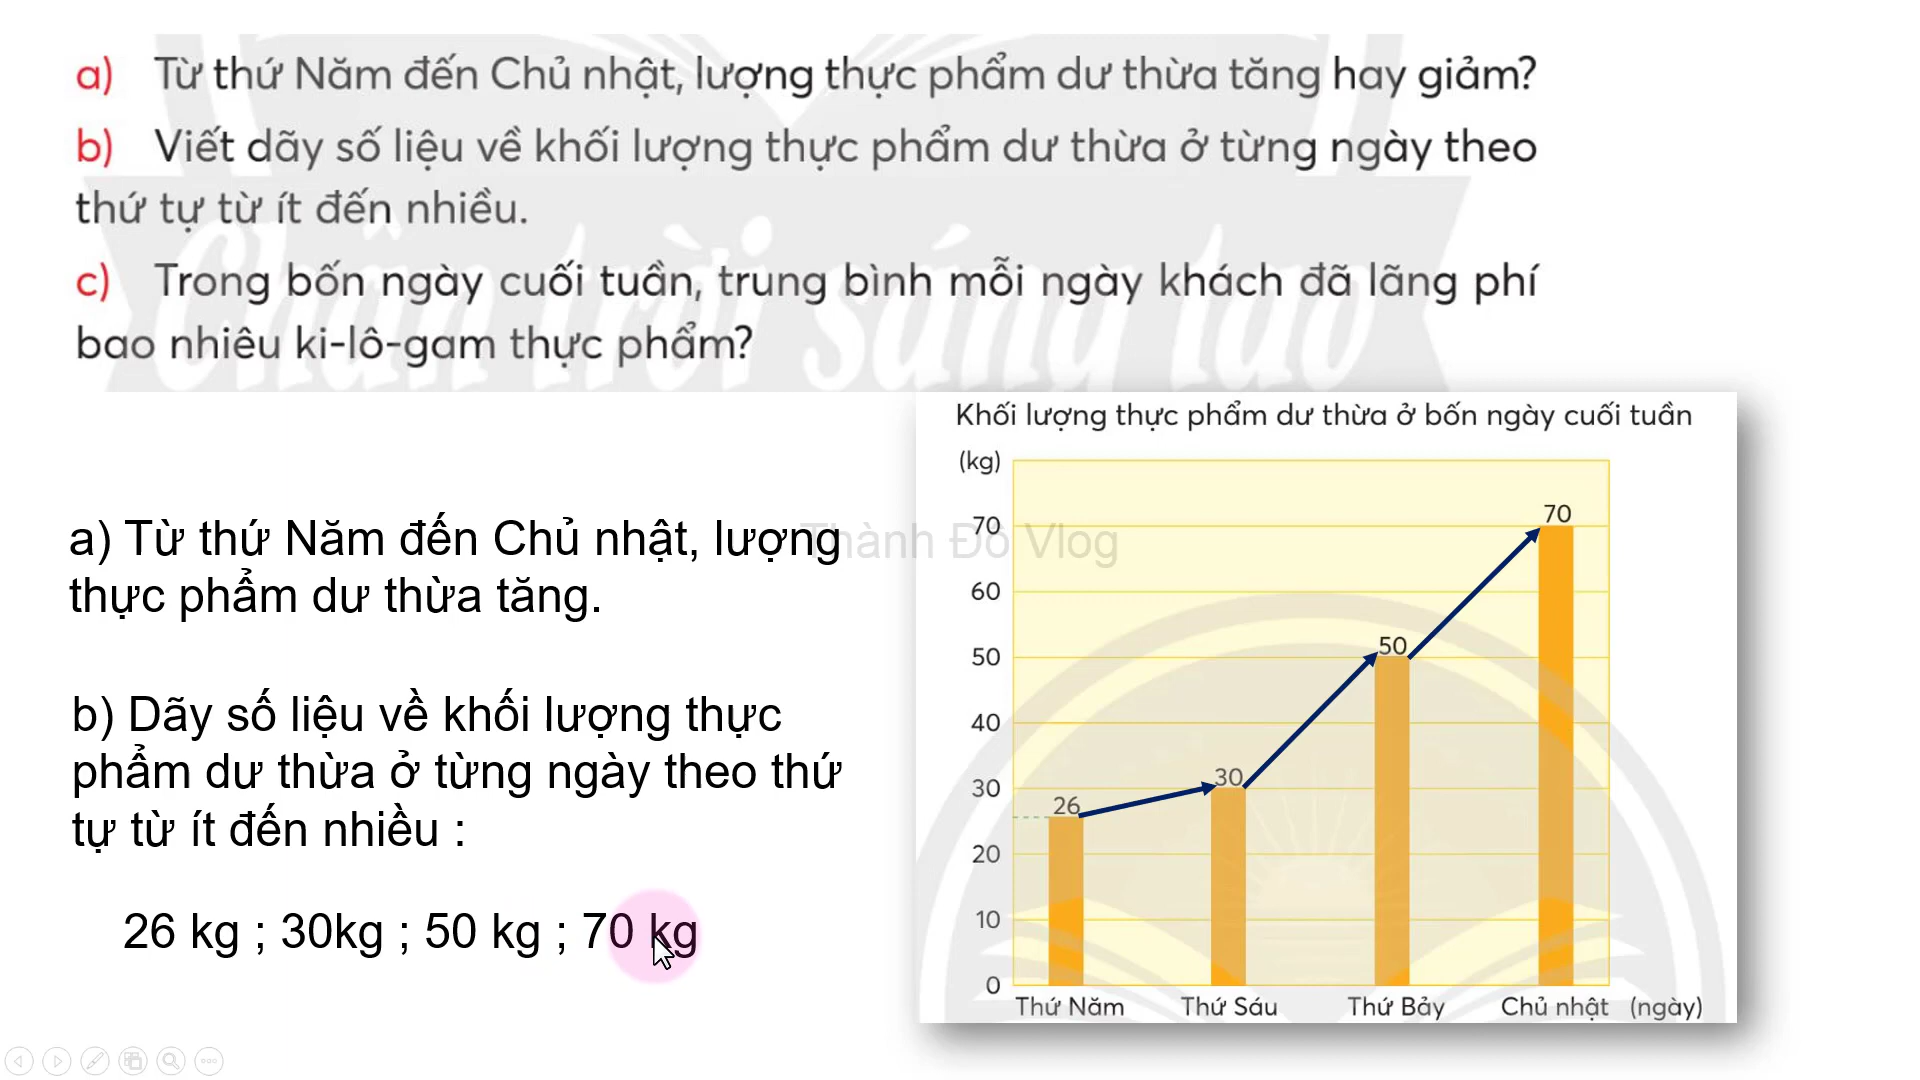 a) Từ thứ Năm đến Chủ nhật, lượng thực phẩm dư thừa tăng hay giảm?
b) Viết dãy số liệu về khối lượng thực phẩm dư thừa ở từng ngày theo
thứ tự từ ít đến nhiều.
c) Trong bốn ngày cuối tuần, trung bình mỗi ngày khách đã lãng phí
bao nhiêu ki-lô-gam thực phẩm?
Chân trời sáng tạo
a) Từ thứ Năm đến Chủ nhật, lượng
thực phẩm dư thừa tăng.
b) Dãy số liệu về khối lượng thực
phẩm dư thừa ở từng ngày theo thứ
tự từ ít đến nhiều :
26 kg ; 30kg ; 50 kg ; 70 kg
Thành Đô Vlog
Khối lượng thực phẩm dư thừa ở bốn ngày cuối tuần
(kg)
70
60
50
40
30
20
10
0
26
30
50
70
Thứ Năm Thứ Sáu Thứ Bảy Chủ nhật (ngày)